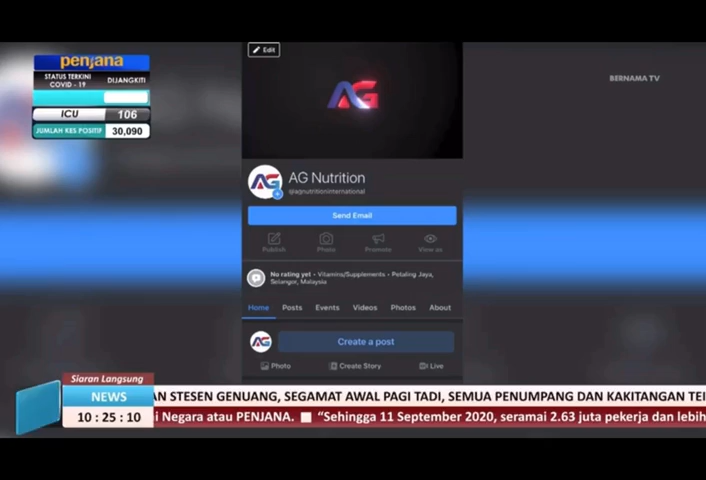 penjana
STATUS TERKINI
COVID - 19
DIJANGKITI
ICU 106
JUMLAH KES POSITIF 30,090
BERNAMA TV
Edit
AG
AG Nutrition
@agnutritioninternational
Send Email
Publish Photo Promote View as
No rating yet · Vitamins/Supplements · Petaling Jaya,
Selangor, Malaysia
Home Posts Events Videos Photos About
AG
Create a post
Photo Create Story Live
Siaran Langsung
NEWS
AN STESEN GENUANG, SEGAMAT AWAL PAGI TADI, SEMUA PENUMPANG DAN KAKITANGAN TEI
10 : 25 : 10
i Negara atau PENJANA. ■ “Sehingga 11 September 2020, seramai 2.63 juta pekerja dan lebih